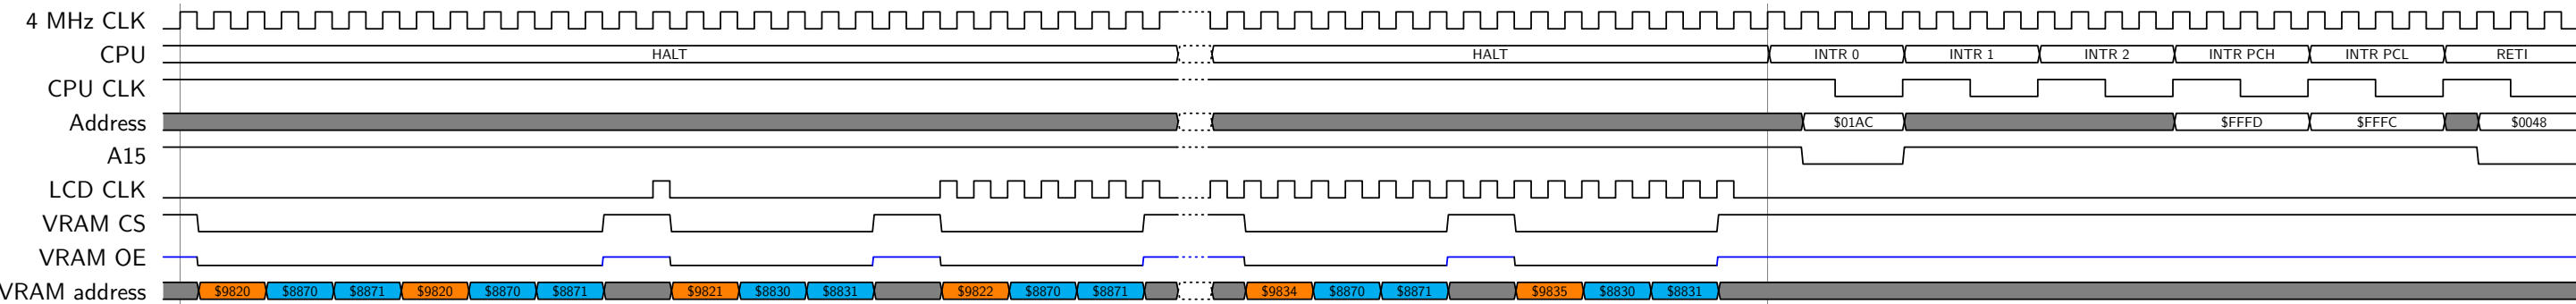 4 MHz CLK
CPU HALT HALT INTR 0 INTR 1 INTR 2 INTR PCH INTR PCL RETI
CPU CLK
Address $01AC $FFFD $FFFC $0048
A15
LCD CLK
VRAM CS
VRAM OE
VRAM address $9820 $8870 $8871 $9820 $8870 $8871 $9821 $8830 $8831 $9822 $8870 $8871 $9834 $8870 $8871 $9835 $8830 $8831